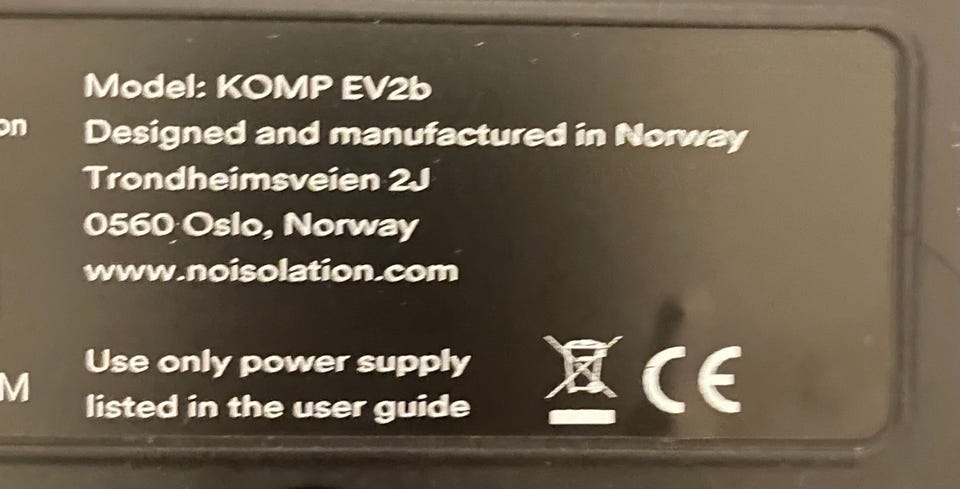 Model: KOMP EV2b
on
Designed and manufactured in Norway
Trondheimsveien 2J
0560 Oslo, Norway
www.noisolation.com
Use only power supply
M
listed in the user guide
CE